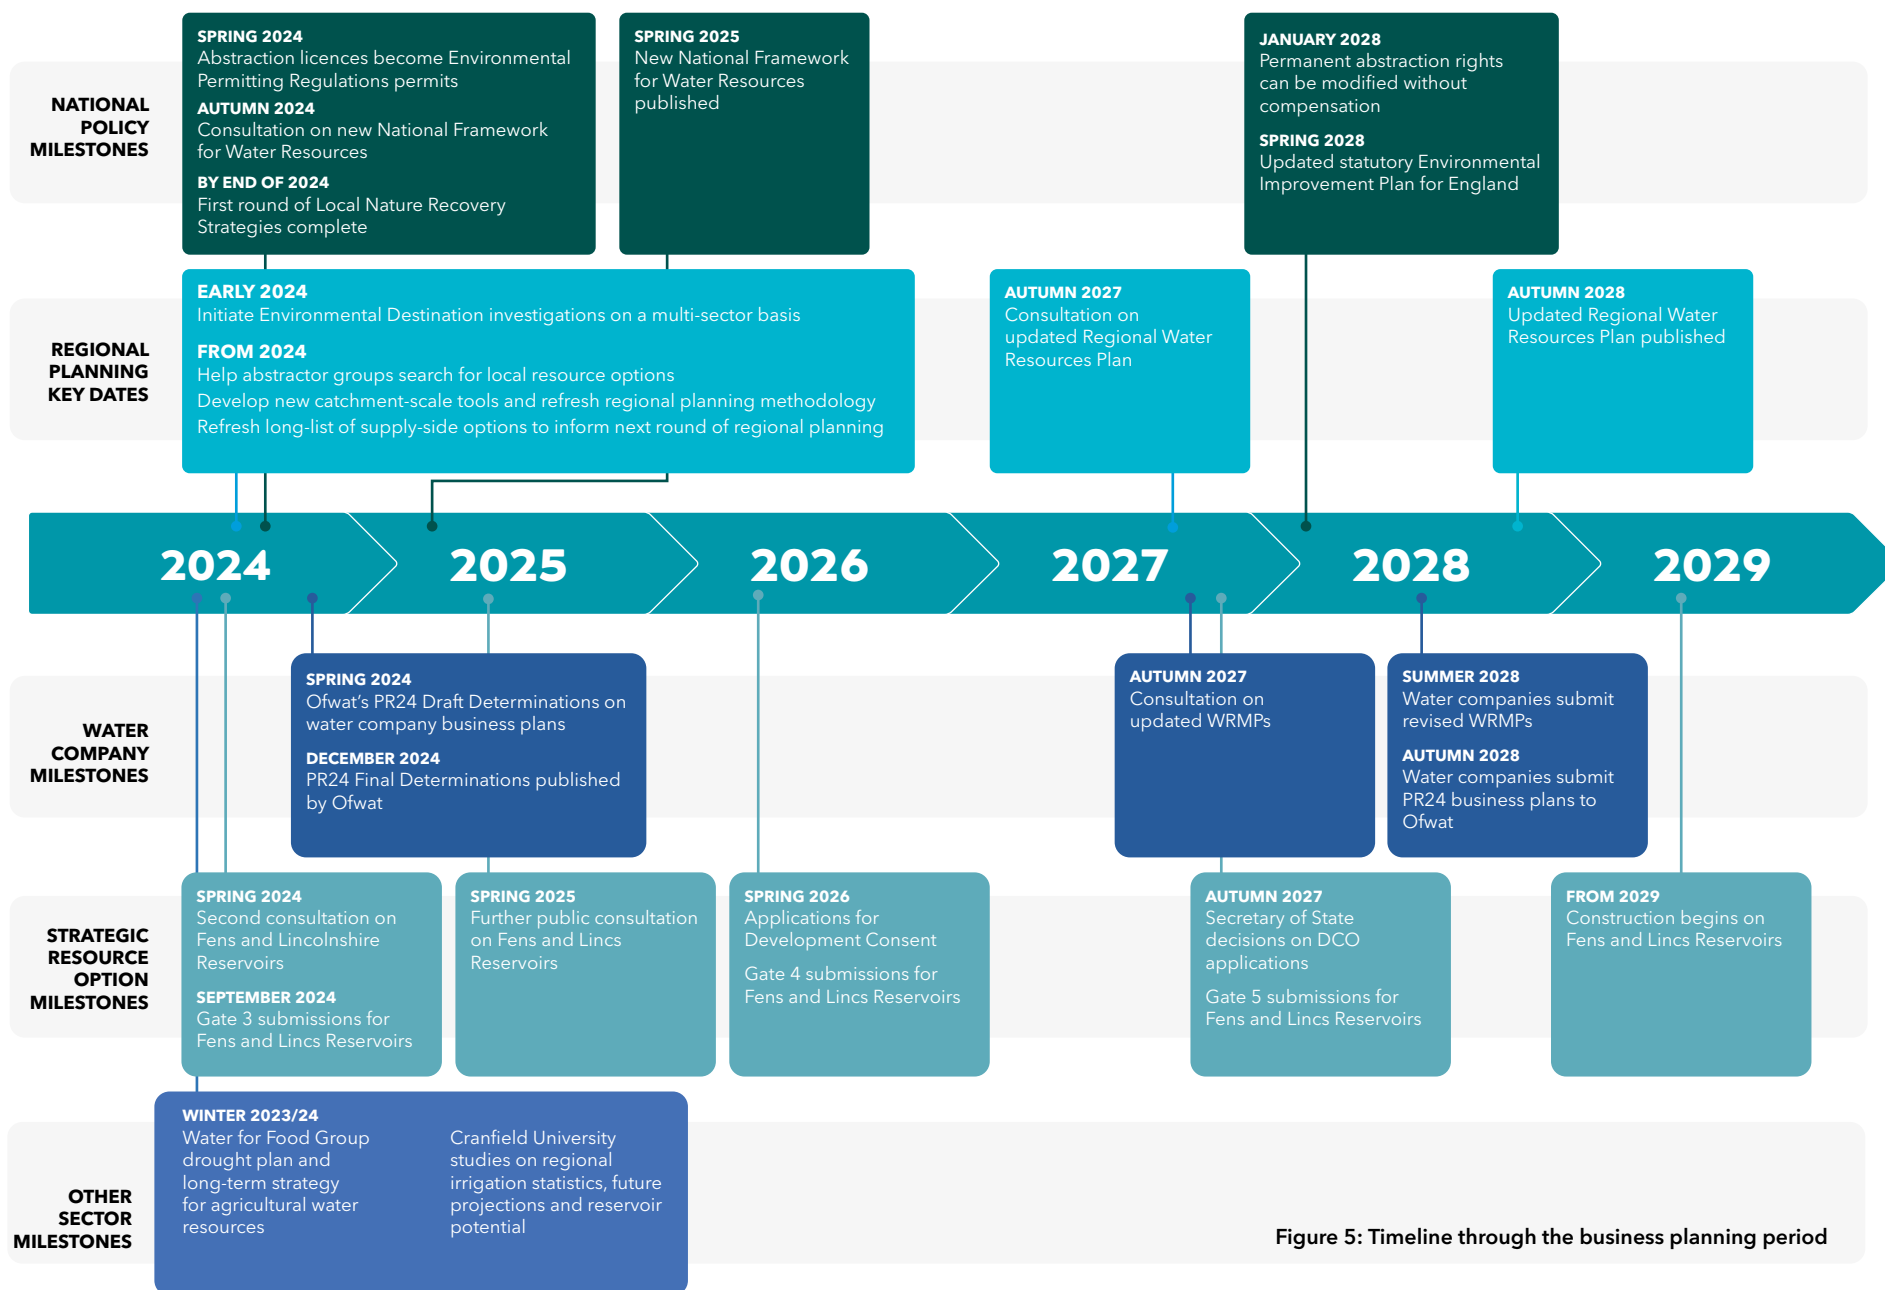 NATIONAL
POLICY
MILESTONES
SPRING 2024
Abstraction licences become Environmental
Permitting Regulations permits
AUTUMN 2024
Consultation on new National Framework
for Water Resources
BY END OF 2024
First round of Local Nature Recovery
Strategies complete
SPRING 2025
New National Framework
for Water Resources
published
JANUARY 2028
Permanent abstraction rights
can be modified without
compensation
SPRING 2028
Updated statutory Environmental
Improvement Plan for England
REGIONAL
PLANNING
KEY DATES
EARLY 2024
Initiate Environmental Destination investigations on a multi-sector basis
FROM 2024
Help abstractor groups search for local resource options
Develop new catchment-scale tools and refresh regional planning methodology
Refresh long-list of supply-side options to inform next round of regional planning
AUTUMN 2027
Consultation on
updated Regional Water
Resources Plan
AUTUMN 2028
Updated Regional Water
Resources Plan published
2024
2025
2026
2027
2028
2029
WATER
COMPANY
MILESTONES
SPRING 2024
Ofwat’s PR24 Draft Determinations on
water company business plans
DECEMBER 2024
PR24 Final Determinations published
by Ofwat
AUTUMN 2027
Consultation on
updated WRMPs
SUMMER 2028
Water companies submit
revised WRMPs
AUTUMN 2028
Water companies submit
PR24 business plans to
Ofwat
STRATEGIC
RESOURCE
OPTION
MILESTONES
SPRING 2024
Second consultation on
Fens and Lincolnshire
Reservoirs
SEPTEMBER 2024
Gate 3 submissions for
Fens and Lincs Reservoirs
SPRING 2025
Further public consultation
on Fens and Lincs
Reservoirs
SPRING 2026
Applications for
Development Consent
Gate 4 submissions for
Fens and Lincs Reservoirs
AUTUMN 2027
Secretary of State
decisions on DCO
applications
Gate 5 submissions for
Fens and Lincs Reservoirs
FROM 2029
Construction begins on
Fens and Lincs Reservoirs
OTHER
SECTOR
MILESTONES
WINTER 2023/24
Water for Food Group
drought plan and
long-term strategy
for agricultural water
resources
Cranfield University
studies on regional
irrigation statistics, future
projections and reservoir
potential
Figure 5: Timeline through the business planning period